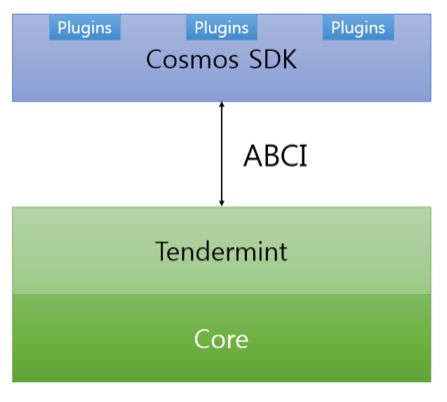 Plugins Plugins Plugins
Cosmos SDK
ABCI
Tendermint
Core